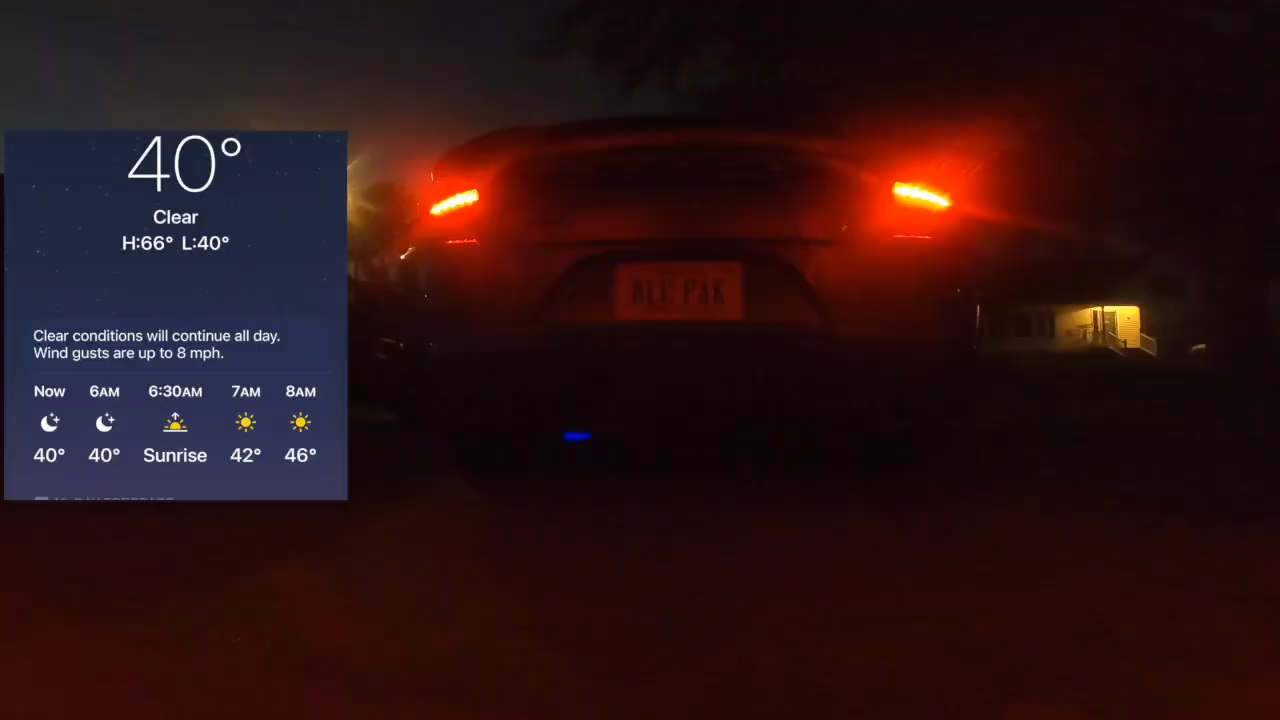 40°
Clear
H:66° L:40°
Clear conditions will continue all day.
Wind gusts are up to 8 mph.
Now 6AM 6:30AM 7AM 8AM
40° 40° Sunrise 42° 46°
ALL PAK